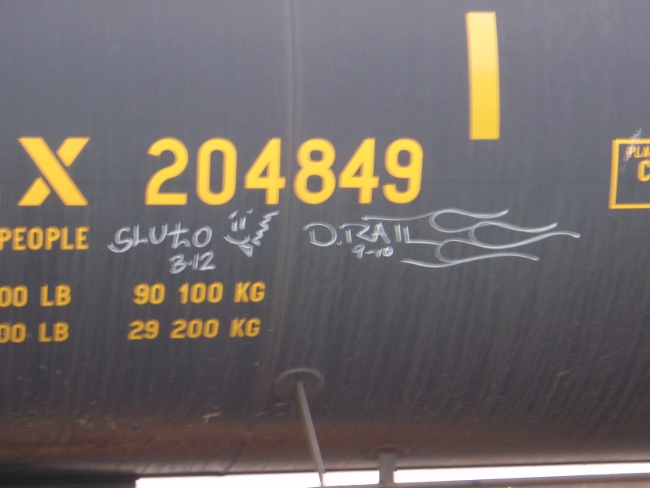 X 204849
PEOPLE
SLUTO
3-12
D.RAIL
9-10
00 LB 90 100 KG
00 LB 29 200 KG